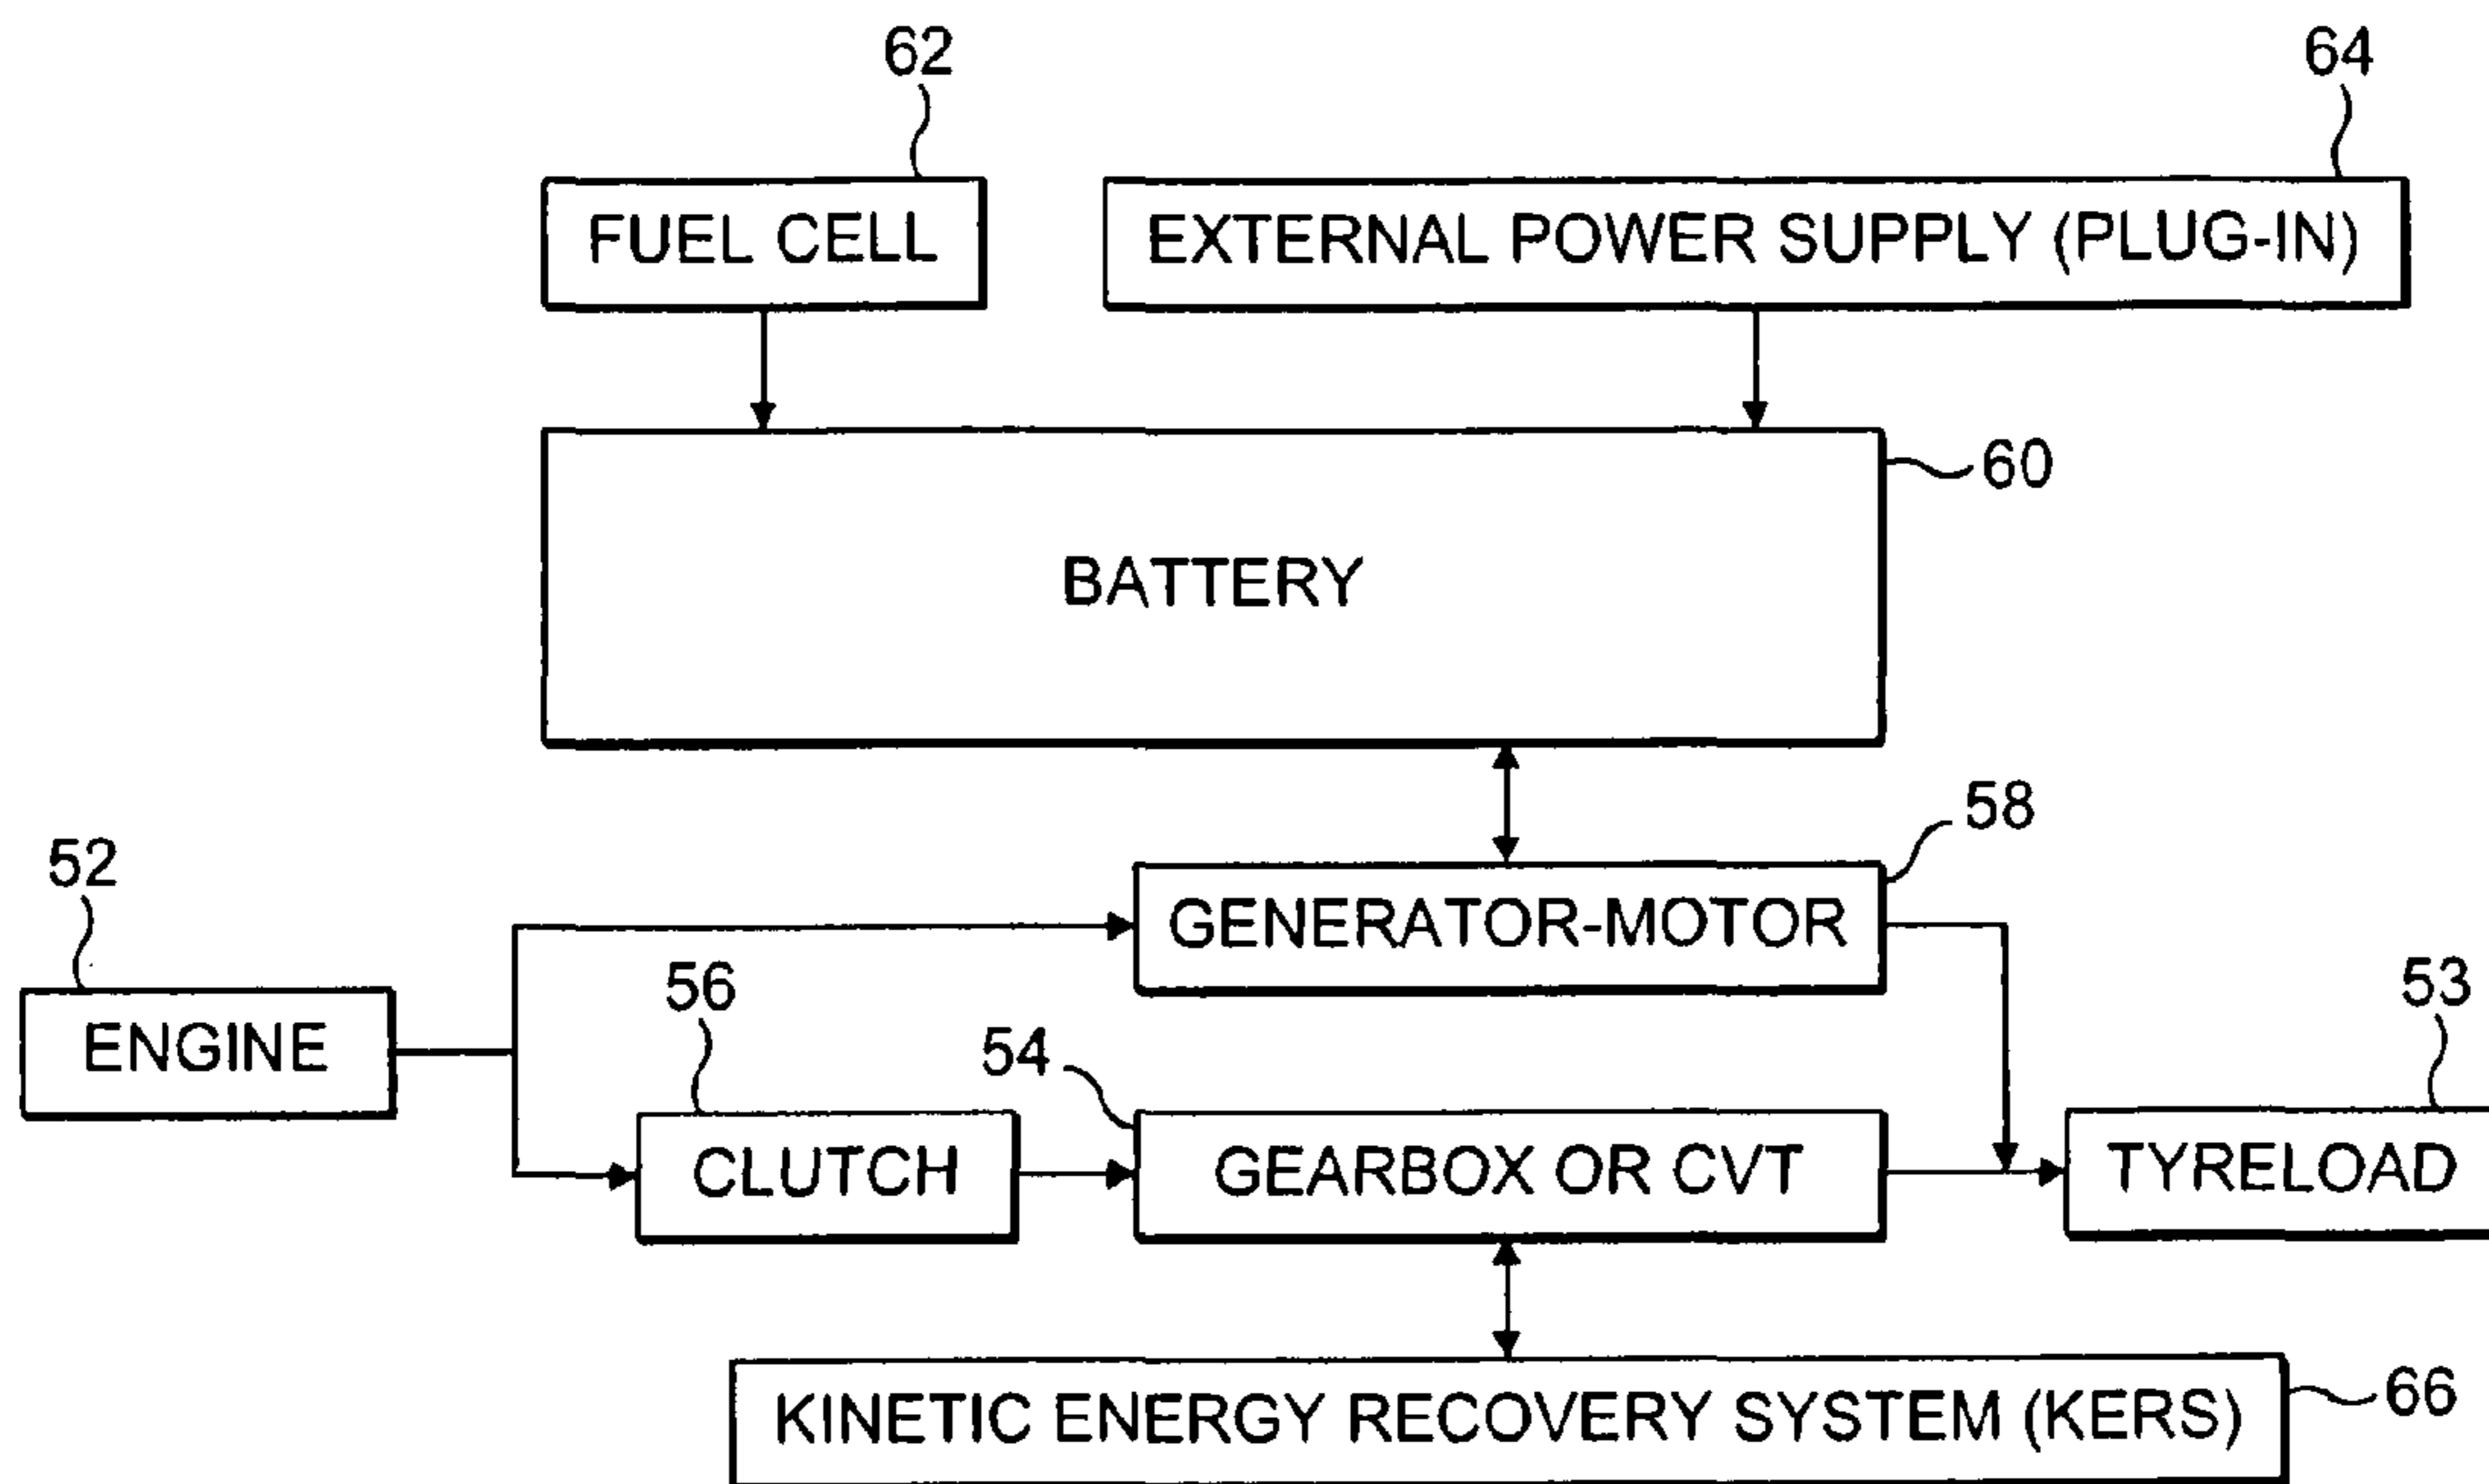 62
64
FUEL CELL
EXTERNAL POWER SUPPLY (PLUG-IN)
60
BATTERY
58
52
GENERATOR-MOTOR
56
53
54
ENGINE
CLUTCH
GEARBOX OR CVT
TYRELOAD
66
KINETIC ENERGY RECOVERY SYSTEM (KERS)